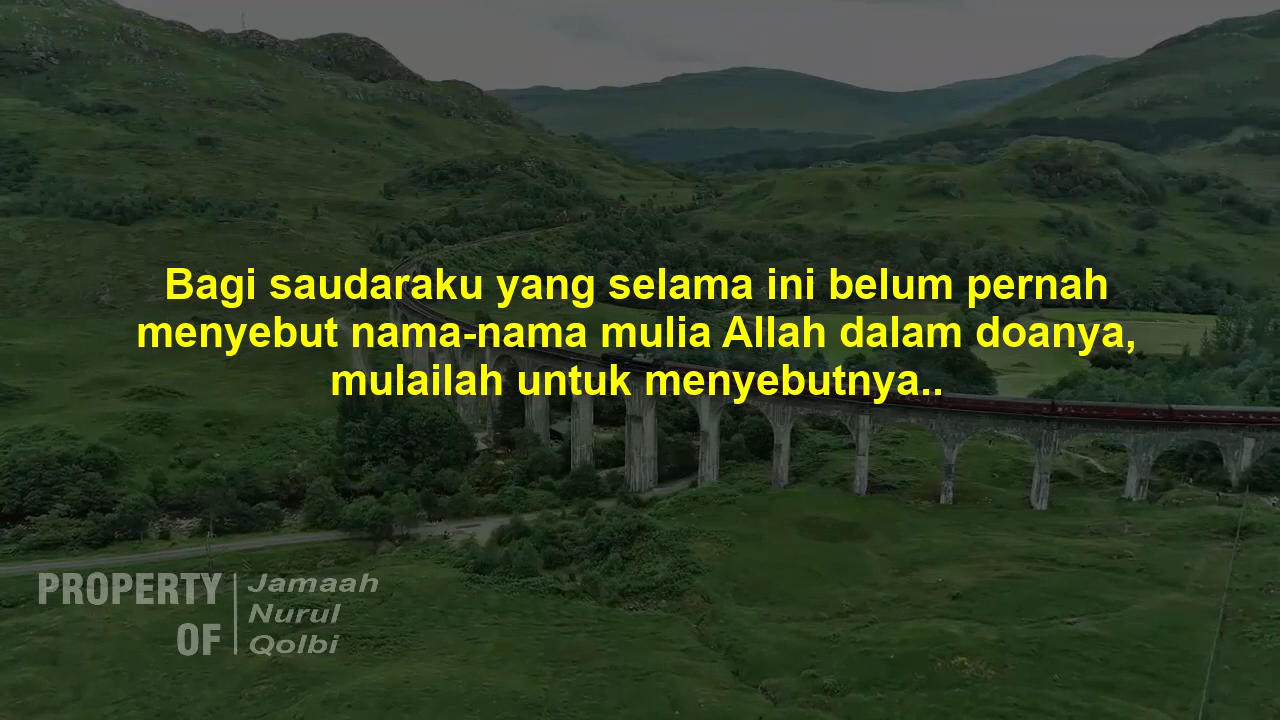 Bagi saudaraku yang selama ini belum pernah
menyebut nama-nama mulia Allah dalam doanya,
mulailah untuk menyebutnya..
PROPERTY OF
Jamaah
Nurul
Qolbi